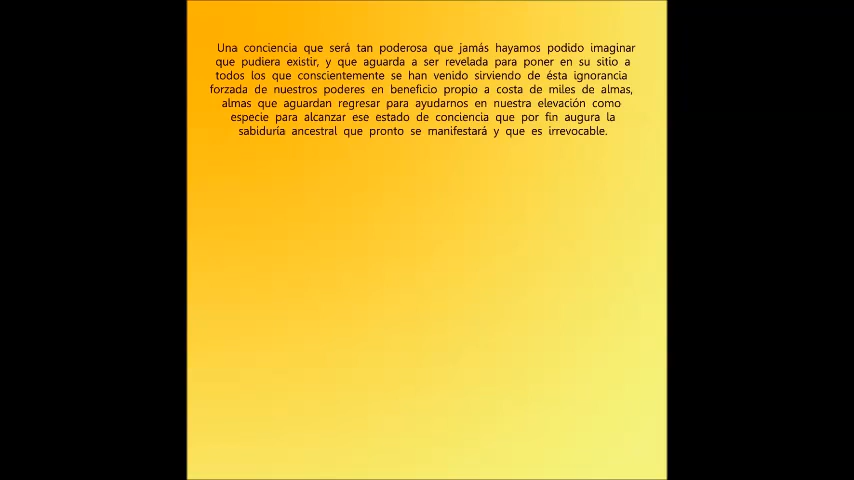 Una conciencia que será tan poderosa que jamás hayamos podido imaginar
que pudiera existir, y que aguarda a ser revelada para poner en su sitio a
todos los que conscientemente se han venido sirviendo de ésta ignorancia
forzada de nuestros poderes en beneficio propio a costa de miles de almas,
almas que aguardan regresar para ayudarnos en nuestra elevación como
especie para alcanzar ese estado de conciencia que por fin augura la
sabiduría ancestral que pronto se manifestará y que es irrevocable.